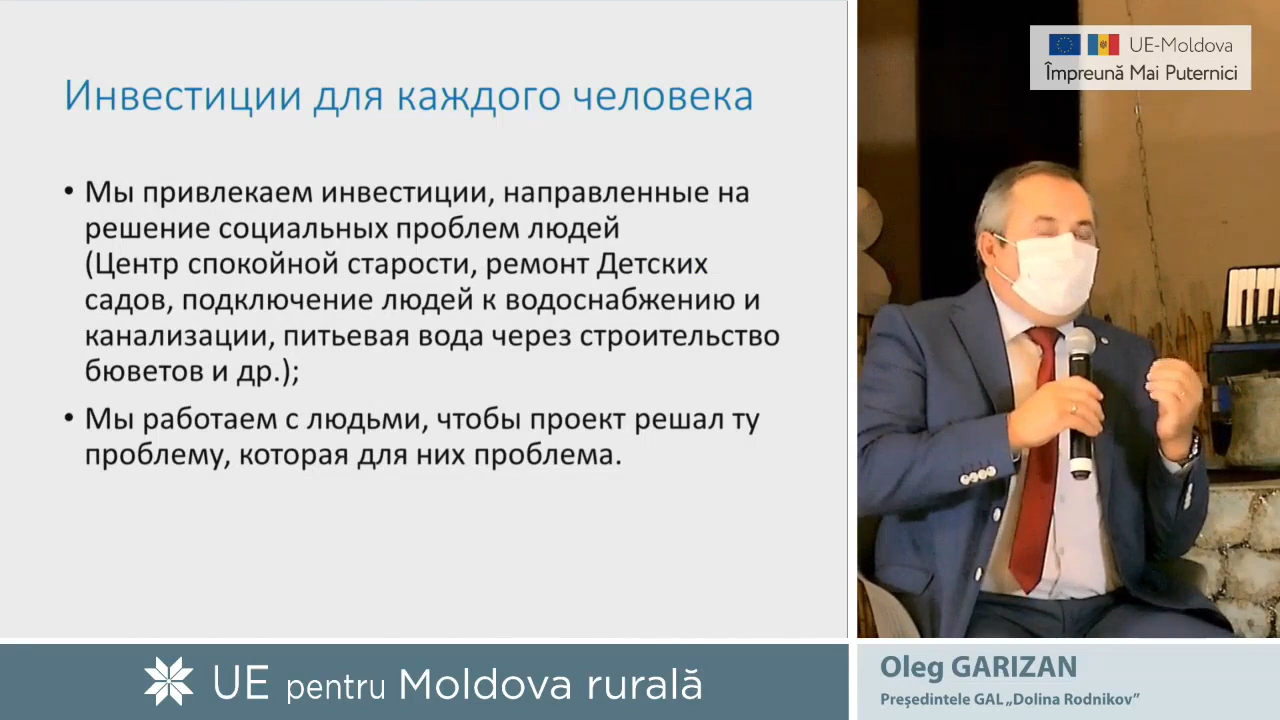 Инвестиции для каждого человека
• Мы привлекаем инвестиции, направленные на
решение социальных проблем людей
(Центр спокойной старости, ремонт Детских
садов, подключение людей к водоснабжению и
канализации, питьевая вода через строительство
бюветов и др.);
• Мы работаем с людьми, чтобы проект решал ту
проблему, которая для них проблема.
UE-Moldova
Împreună Mai Puternici
UE pentru Moldova rurală
Oleg GARIZAN
Președintele GAL „Dolina Rodnikov”